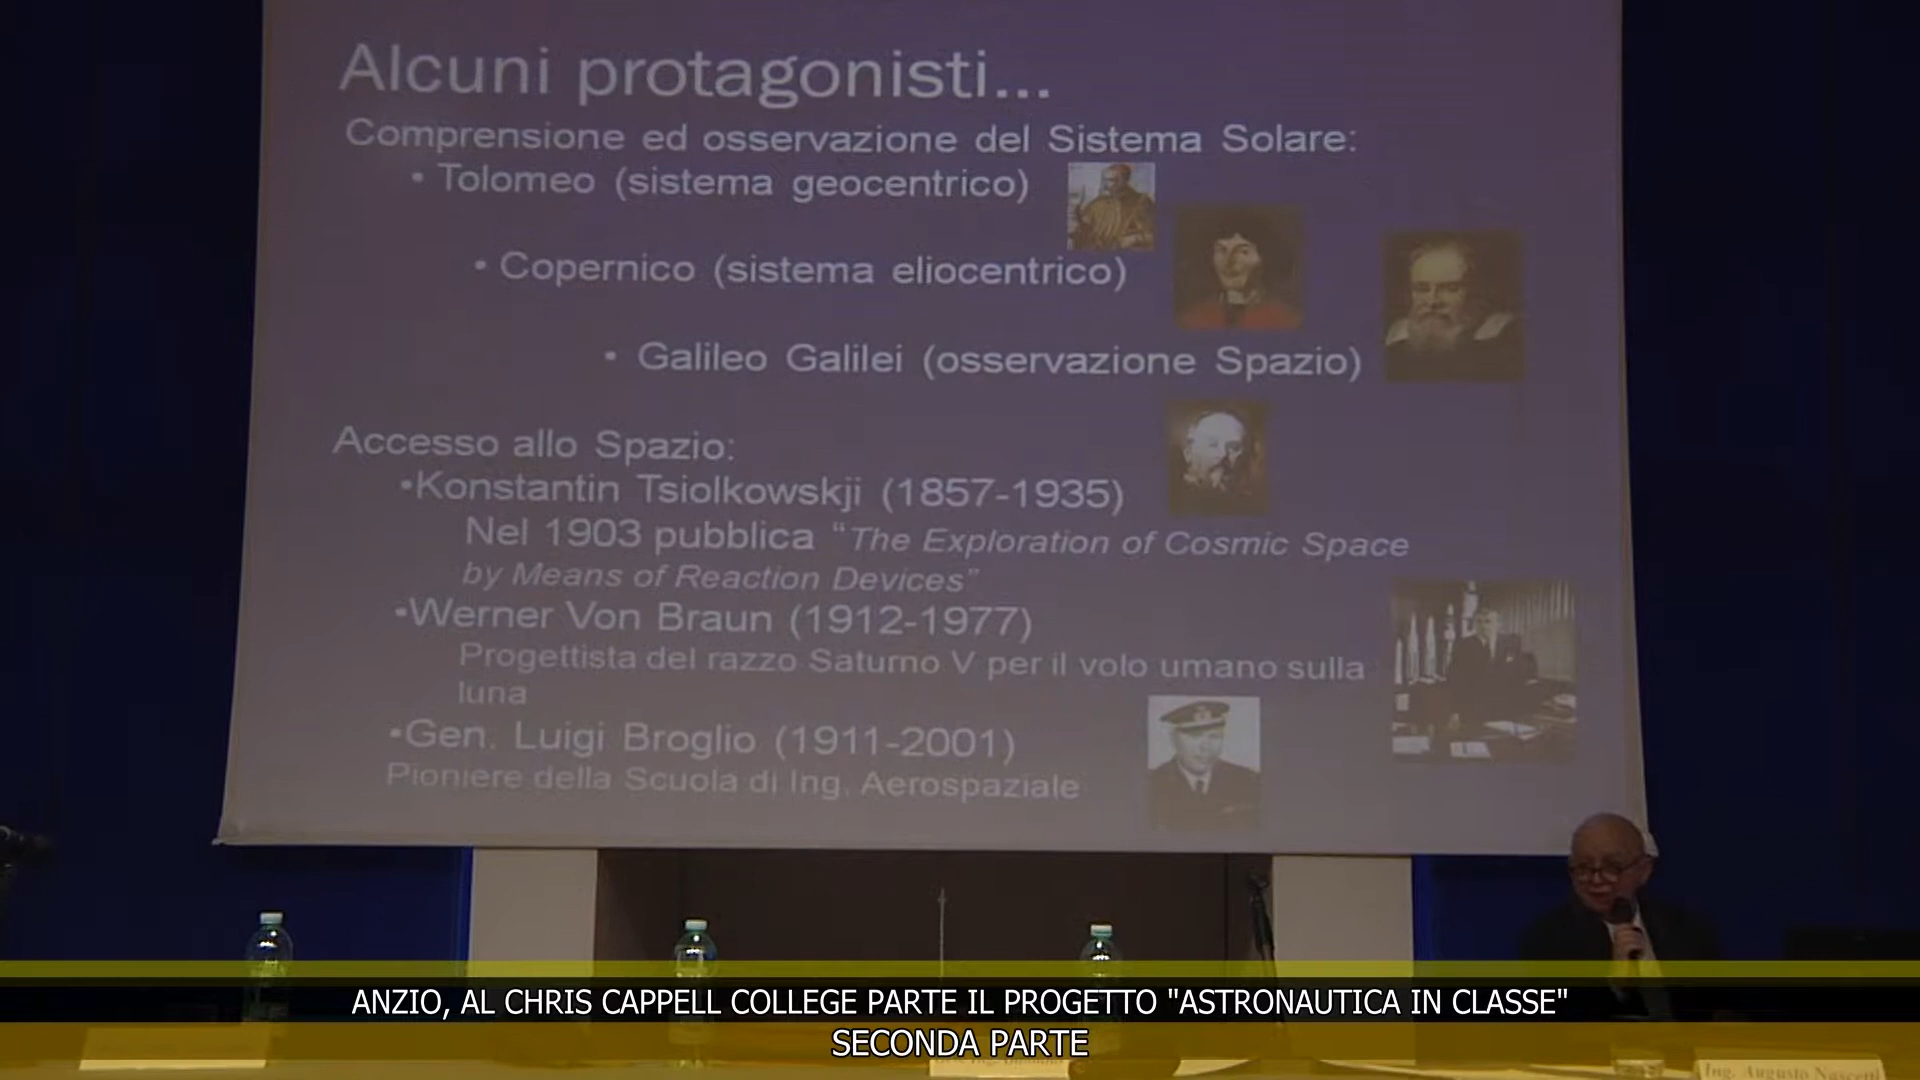 Alcuni protagonisti...
Comprensione ed osservazione del Sistema Solare:
• Tolomeo (sistema geocentrico)
• Copernico (sistema eliocentrico)
• Galileo Galilei (osservazione Spazio)
Accesso allo Spazio:
•Konstantin Tsiolkowskji (1857-1935)
Nel 1903 pubblica “The Exploration of Cosmic Space
by Means of Reaction Devices”
•Werner Von Braun (1912-1977)
Progettista del razzo Saturno V per il volo umano sulla
luna
•Gen. Luigi Broglio (1911-2001)
Pioniere della Scuola di Ing. Aerospaziale
ANZIO, AL CHRIS CAPPELL COLLEGE PARTE IL PROGETTO "ASTRONAUTICA IN CLASSE"
SECONDA PARTE
Ing. Augusto Nascetti